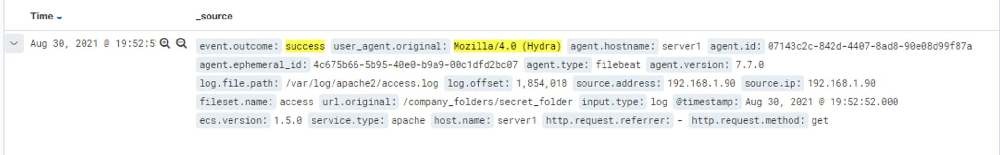 Time _source
Aug 30, 2021 @ 19:52:5 event.outcome: success user_agent.original: Mozilla/4.0 (Hydra) agent.hostname: server1 agent.id: 07143c2c-842d-4407-8ad8-90e08d99f87a
agent.ephemeral_id: 4c675b66-5b95-40e0-b9a9-00c1dfd2bc07 agent.type: filebeat agent.version: 7.7.0
log.file.path: /var/log/apache2/access.log log.offset: 1,854,018 source.address: 192.168.1.90 source.ip: 192.168.1.90
fileset.name: access url.original: /company_folders/secret_folder input.type: log @timestamp: Aug 30, 2021 @ 19:52:52.000
ecs.version: 1.5.0 service.type: apache host.name: server1 http.request.referrer: - http.request.method: get